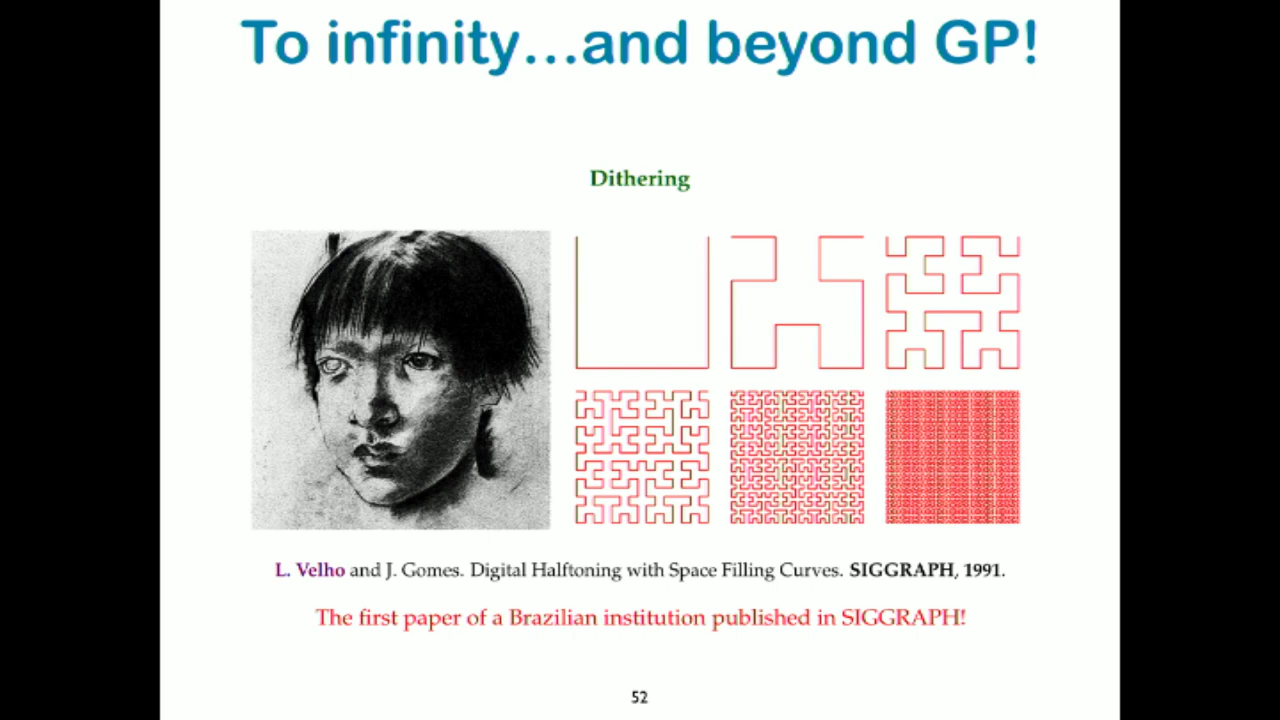 To infinity...and beyond GP!
Dithering
L. Velho and J. Gomes. Digital Halftoning with Space Filling Curves. SIGGRAPH, 1991.
The first paper of a Brazilian institution published in SIGGRAPH!
52